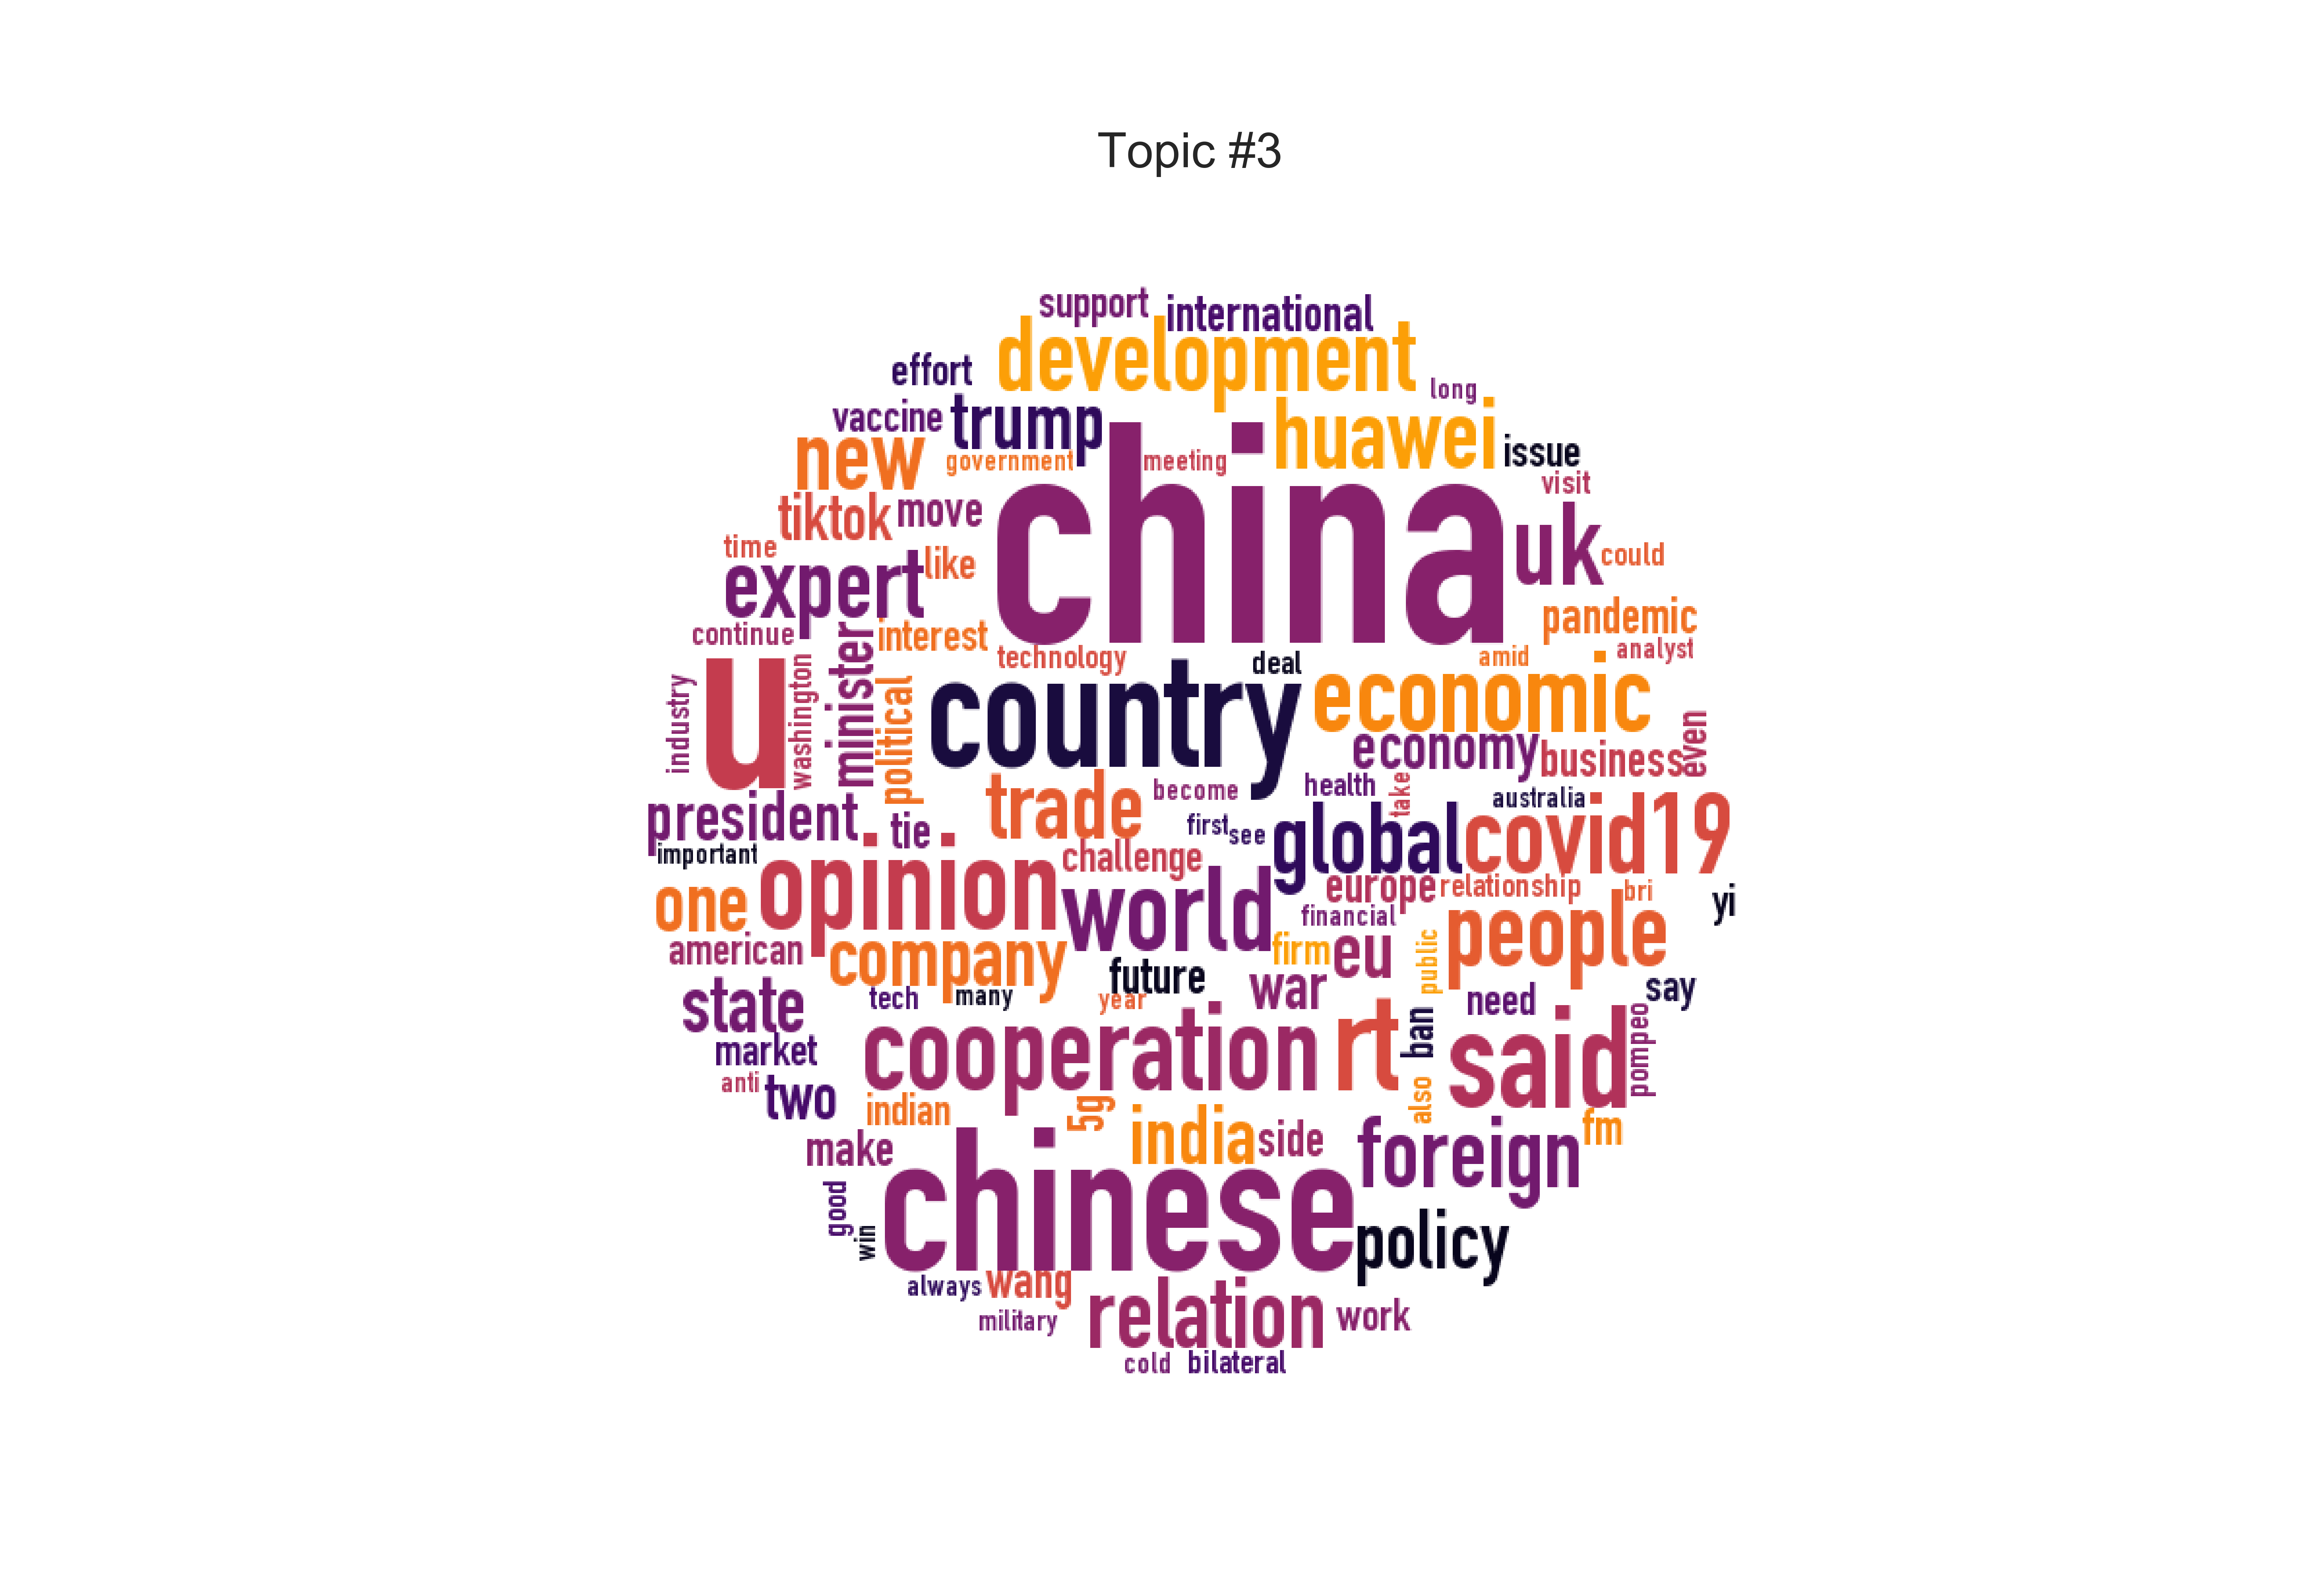 Topic #3
support
international
development
effort
long
vaccine
trump
huawei
new
government
meeting
issue
china
visit
tiktok
move
uk
time
like
could
expert
pandemic
continue
minister
interest
technology
deal
amid
analyst
u
washington
industry
political
country
economic
economy
business
even
president
tie
trade
become
health
take
australia
first
see
global
covid19
important
opinion
challenge
world
europe
relationship
bri
yi
one
financial
people
american
company
firm
eu
public
future
war
state
tech
many
year
need
say
market
cooperation
rt
ban
said
pompeo
anti
two
indian
5g
also
india
side
foreign
fm
make
good
win
chinese
policy
always
wang
military
relation
work
cold
bilateral